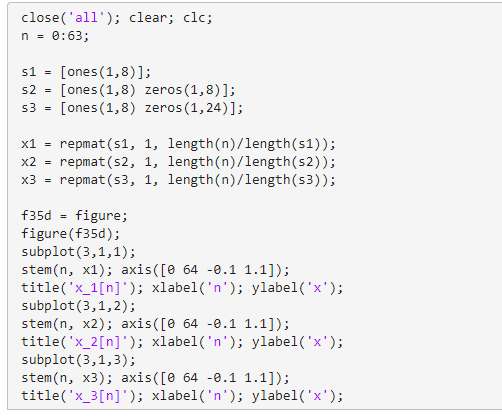 close('all'); clear; clc;
n = 0:63;
s1 = [ones(1,8)];
s2 = [ones(1,8) zeros(1,8)];
s3 = [ones(1,8) zeros(1,24)];
x1 = repmat(s1, 1, length(n)/length(s1));
x2 = repmat(s2, 1, length(n)/length(s2));
x3 = repmat(s3, 1, length(n)/length(s3));
f35d = figure;
figure(f35d);
subplot(3,1,1);
stem(n, x1); axis([0 64 -0.1 1.1]);
title('x_1[n]'); xlabel('n'); ylabel('x');
subplot(3,1,2);
stem(n, x2); axis([0 64 -0.1 1.1]);
title('x_2[n]'); xlabel('n'); ylabel('x');
subplot(3,1,3);
stem(n, x3); axis([0 64 -0.1 1.1]);
title('x_3[n]'); xlabel('n'); ylabel('x');